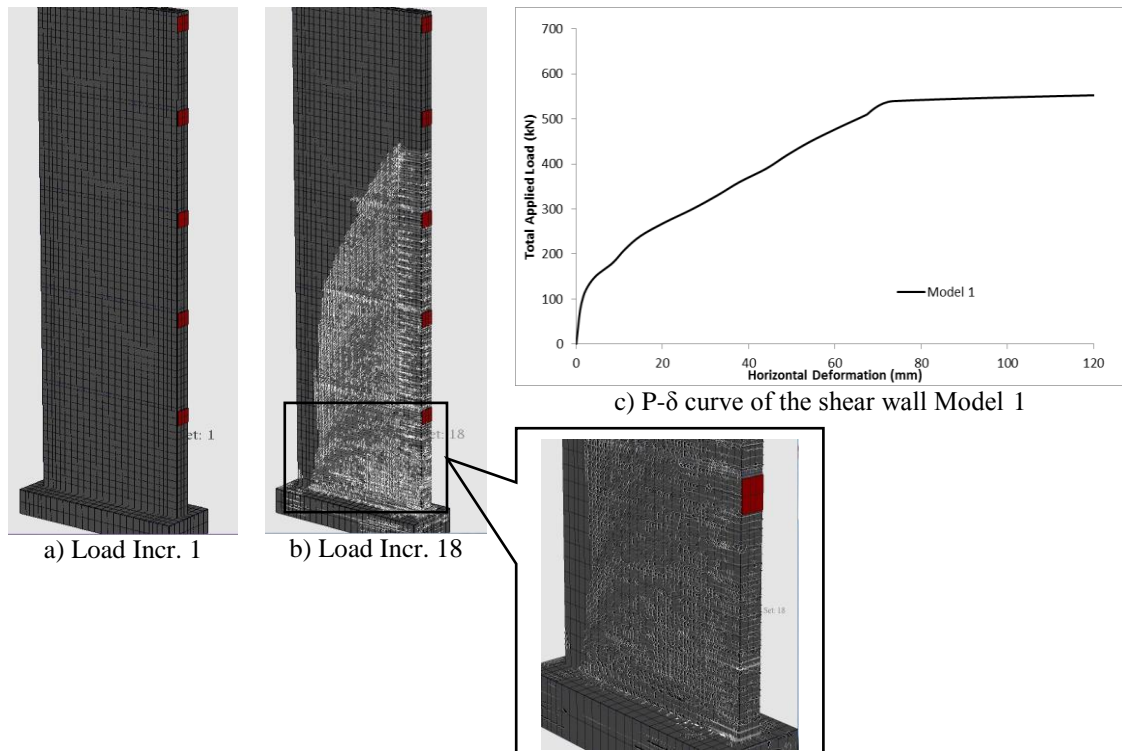 700
600
500
400
300
200
100
0
Total Applied Load (kN)
Model 1
0 20 40 60 80 100 120
Horizontal Deformation (mm)
c) P-δ curve of the shear wall Model 1
et: 1
et: 18
a) Load Incr. 1
b) Load Incr. 18
Set 18